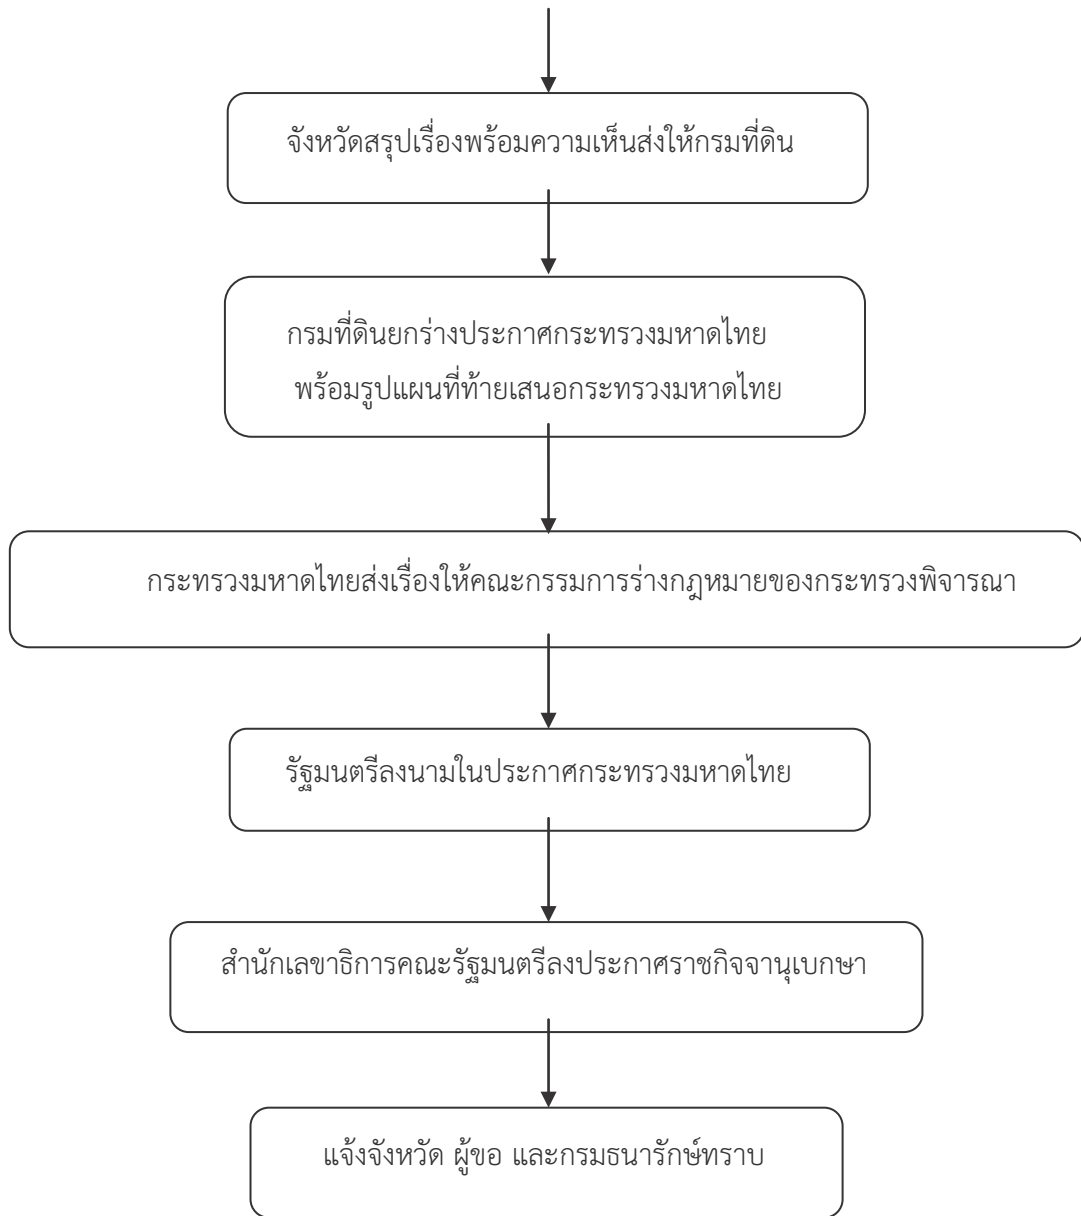 จังหวัดสรุปเรื่องพร้อมความเห็นส่งให้กรมที่ดิน
กรมที่ดินยกร่างประกาศกระทรวงมหาดไทย
พร้อมรูปแผนที่ท้ายเสนอกระทรวงมหาดไทย
กระทรวงมหาดไทยส่งเรื่องให้คณะกรรมการร่างกฎหมายของกระทรวงพิจารณา
รัฐมนตรีลงนามในประกาศกระทรวงมหาดไทย
สำนักเลขาธิการคณะรัฐมนตรีลงประกาศราชกิจจานุเบกษา
แจ้งจังหวัด ผู้ขอ และกรมธนารักษ์ทราบ